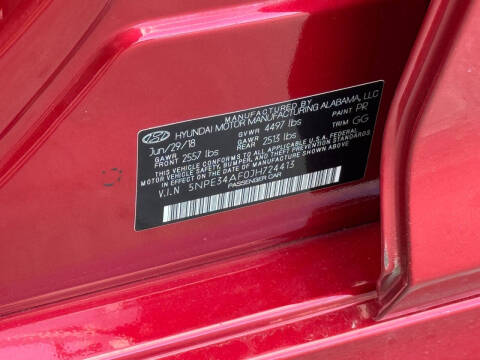 MANUFACTURED BY
HYUNDAI MOTOR MANUFACTURING ALABAMA, LLC
Jun/29/18 GVWR 4497 lbs PAINT PR
GAWR FRONT 2557 lbs GAWR REAR 2513 lbs TRIM GG
THIS VEHICLE CONFORMS TO ALL APPLICABLE U.S.A. FEDERAL
MOTOR VEHICLE SAFETY, BUMPER, AND THEFT PREVENTION
STANDARDS IN EFFECT ON THE DATE OF MANUFACTURE SHOWN ABOVE.
V.I.N 5NPE34AF0JH724413
PASSENGER CAR